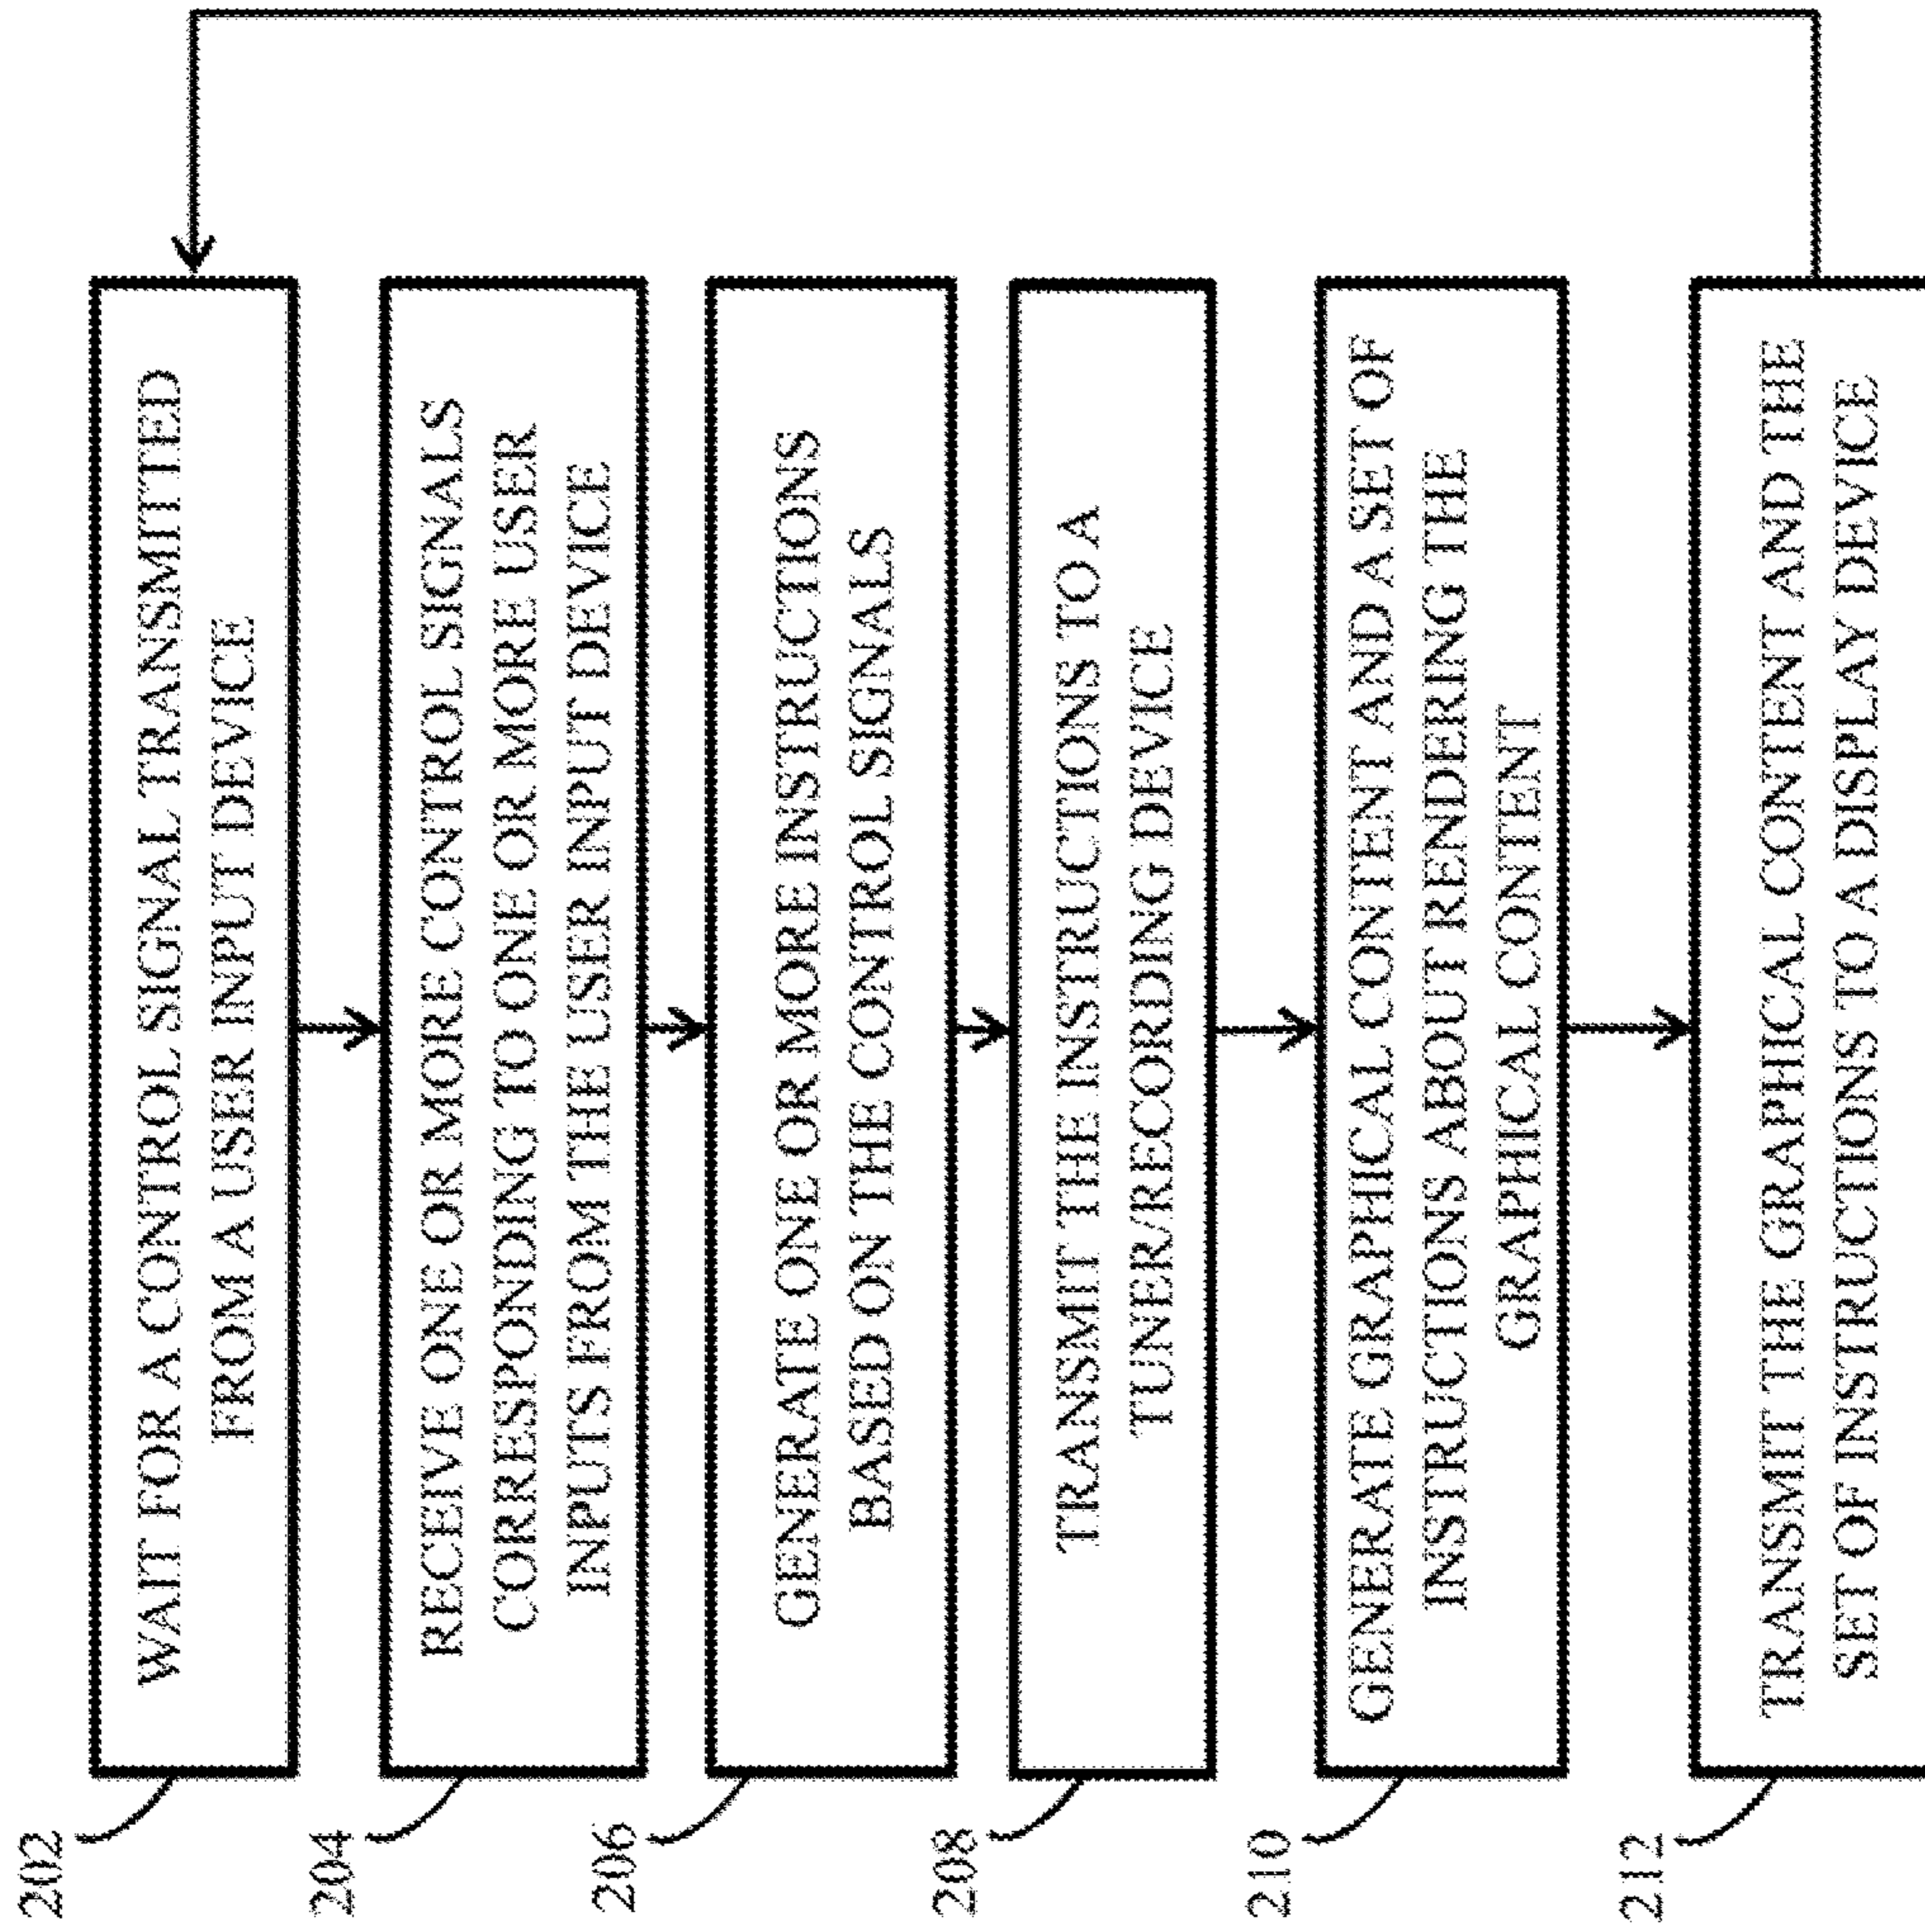 202
WAIT FOR A CONTROL SIGNAL TRANSMITTED
FROM A USER INPUT DEVICE
204
RECEIVE ONE OR MORE CONTROL SIGNALS
CORRESPONDING TO ONE OR MORE USER
INPUTS FROM THE USER INPUT DEVICE
206
GENERATE ONE OR MORE INSTRUCTIONS
BASED ON THE CONTROL SIGNALS
208
TRANSMIT THE INSTRUCTIONS TO A
TUNER/RECORDING DEVICE
210
GENERATE GRAPHICAL CONTENT AND A SET OF
INSTRUCTIONS ABOUT RENDERING THE
GRAPHICAL CONTENT
212
TRANSMIT THE GRAPHICAL CONTENT AND THE
SET OF INSTRUCTIONS TO A DISPLAY DEVICE